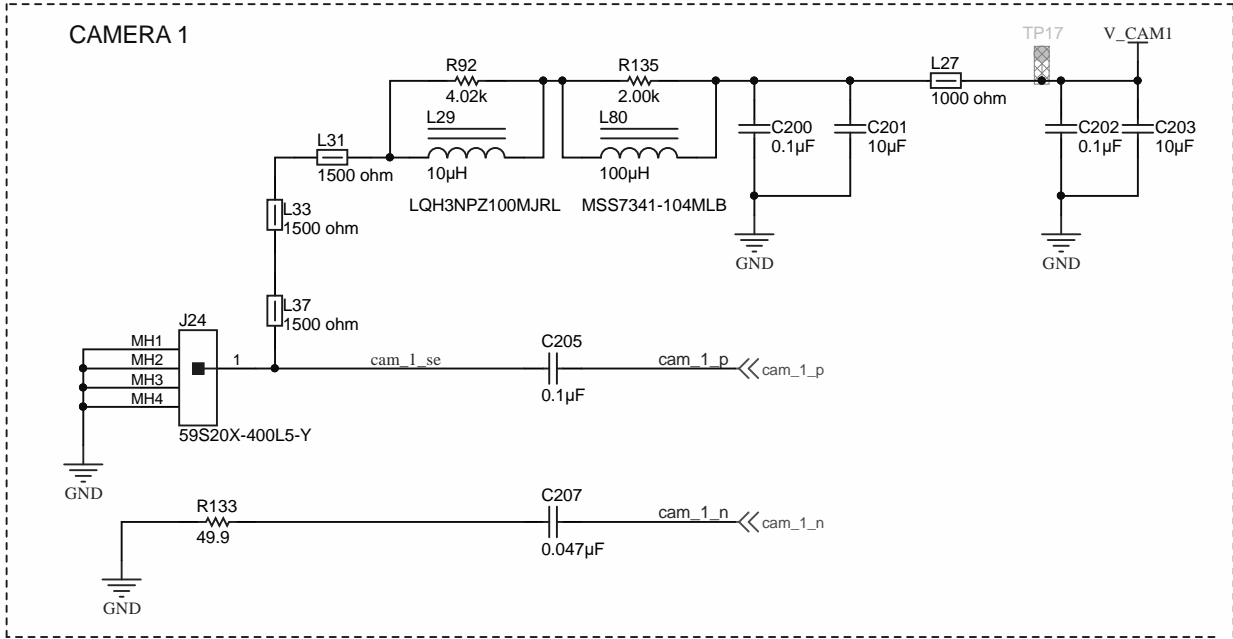 CAMERA 1
TP17
V_CAM1
R92
4.02k
R135
2.00k
L27
1000 ohm
L29
10µH
L80
100µH
C200
0.1µF
C201
10µF
C202
0.1µF
C203
10µF
L31
1500 ohm
LQH3NPZ100MJRL
MSS7341-104MLB
L33
1500 ohm
GND
GND
L37
1500 ohm
J24
MH1
MH2
MH3
MH4
1
59S20X-400L5-Y
cam_1_se
C205
0.1µF
cam_1_p
cam_1_p
GND
R133
49.9
C207
0.047µF
cam_1_n
cam_1_n
GND